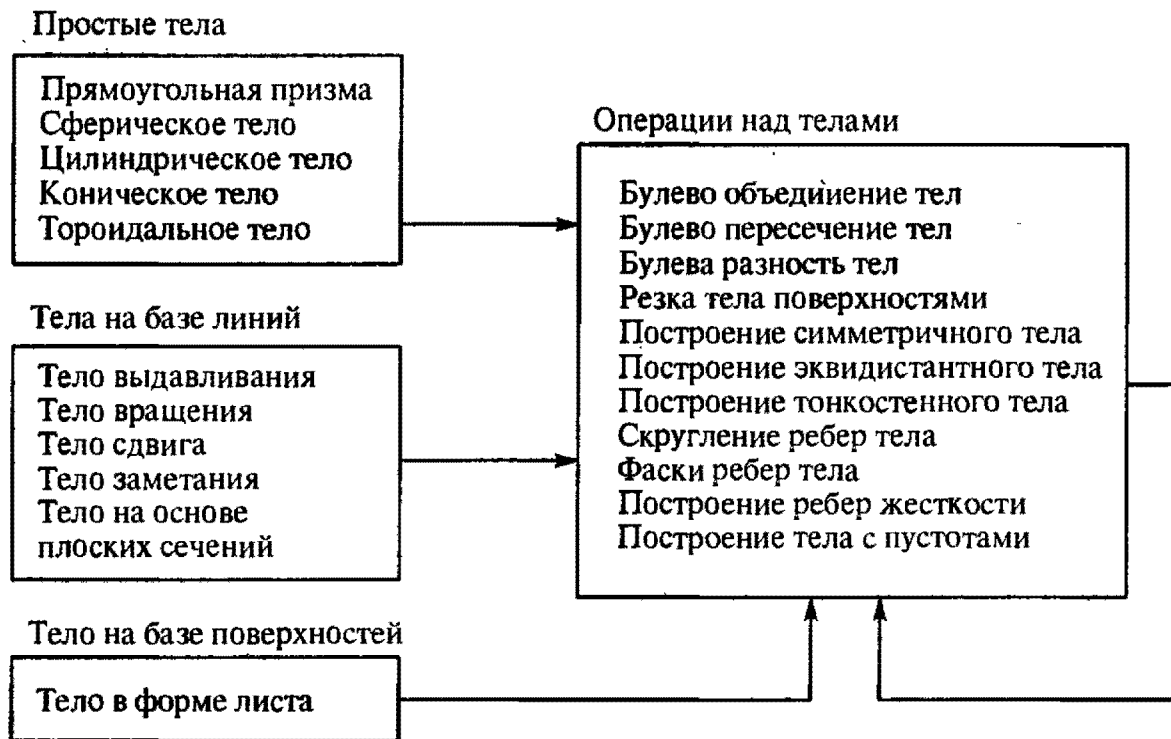 Простые тела
Прямоугольная призма
Сферическое тело
Цилиндрическое тело
Коническое тело
Тороидальное тело
Тела на базе линий
Тело выдавливания
Тело вращения
Тело сдвига
Тело заметания
Тело на основе
плоских сечений
Тело на базе поверхностей
Тело в форме листа
Операции над телами
Булево объединение тел
Булево пересечение тел
Булева разность тел
Резка тела поверхностями
Построение симметричного тела
Построение эквидистантного тела
Построение тонкостенного тела
Скругление ребер тела
Фаски ребер тела
Построение ребер жесткости
Построение тела с пустотами